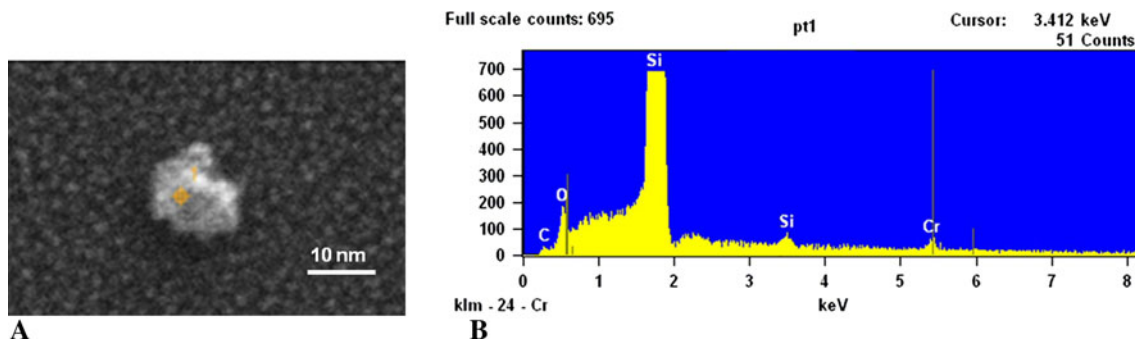 10 nm
A
Full scale counts: 695
pt1
Cursor: 3.412 keV
51 Counts
700
600
500
400
300
200
100
0
C
O
Si
Si
Cr
0 1 2 3 4 5 6 7 8
klm - 24 - Cr
keV
B